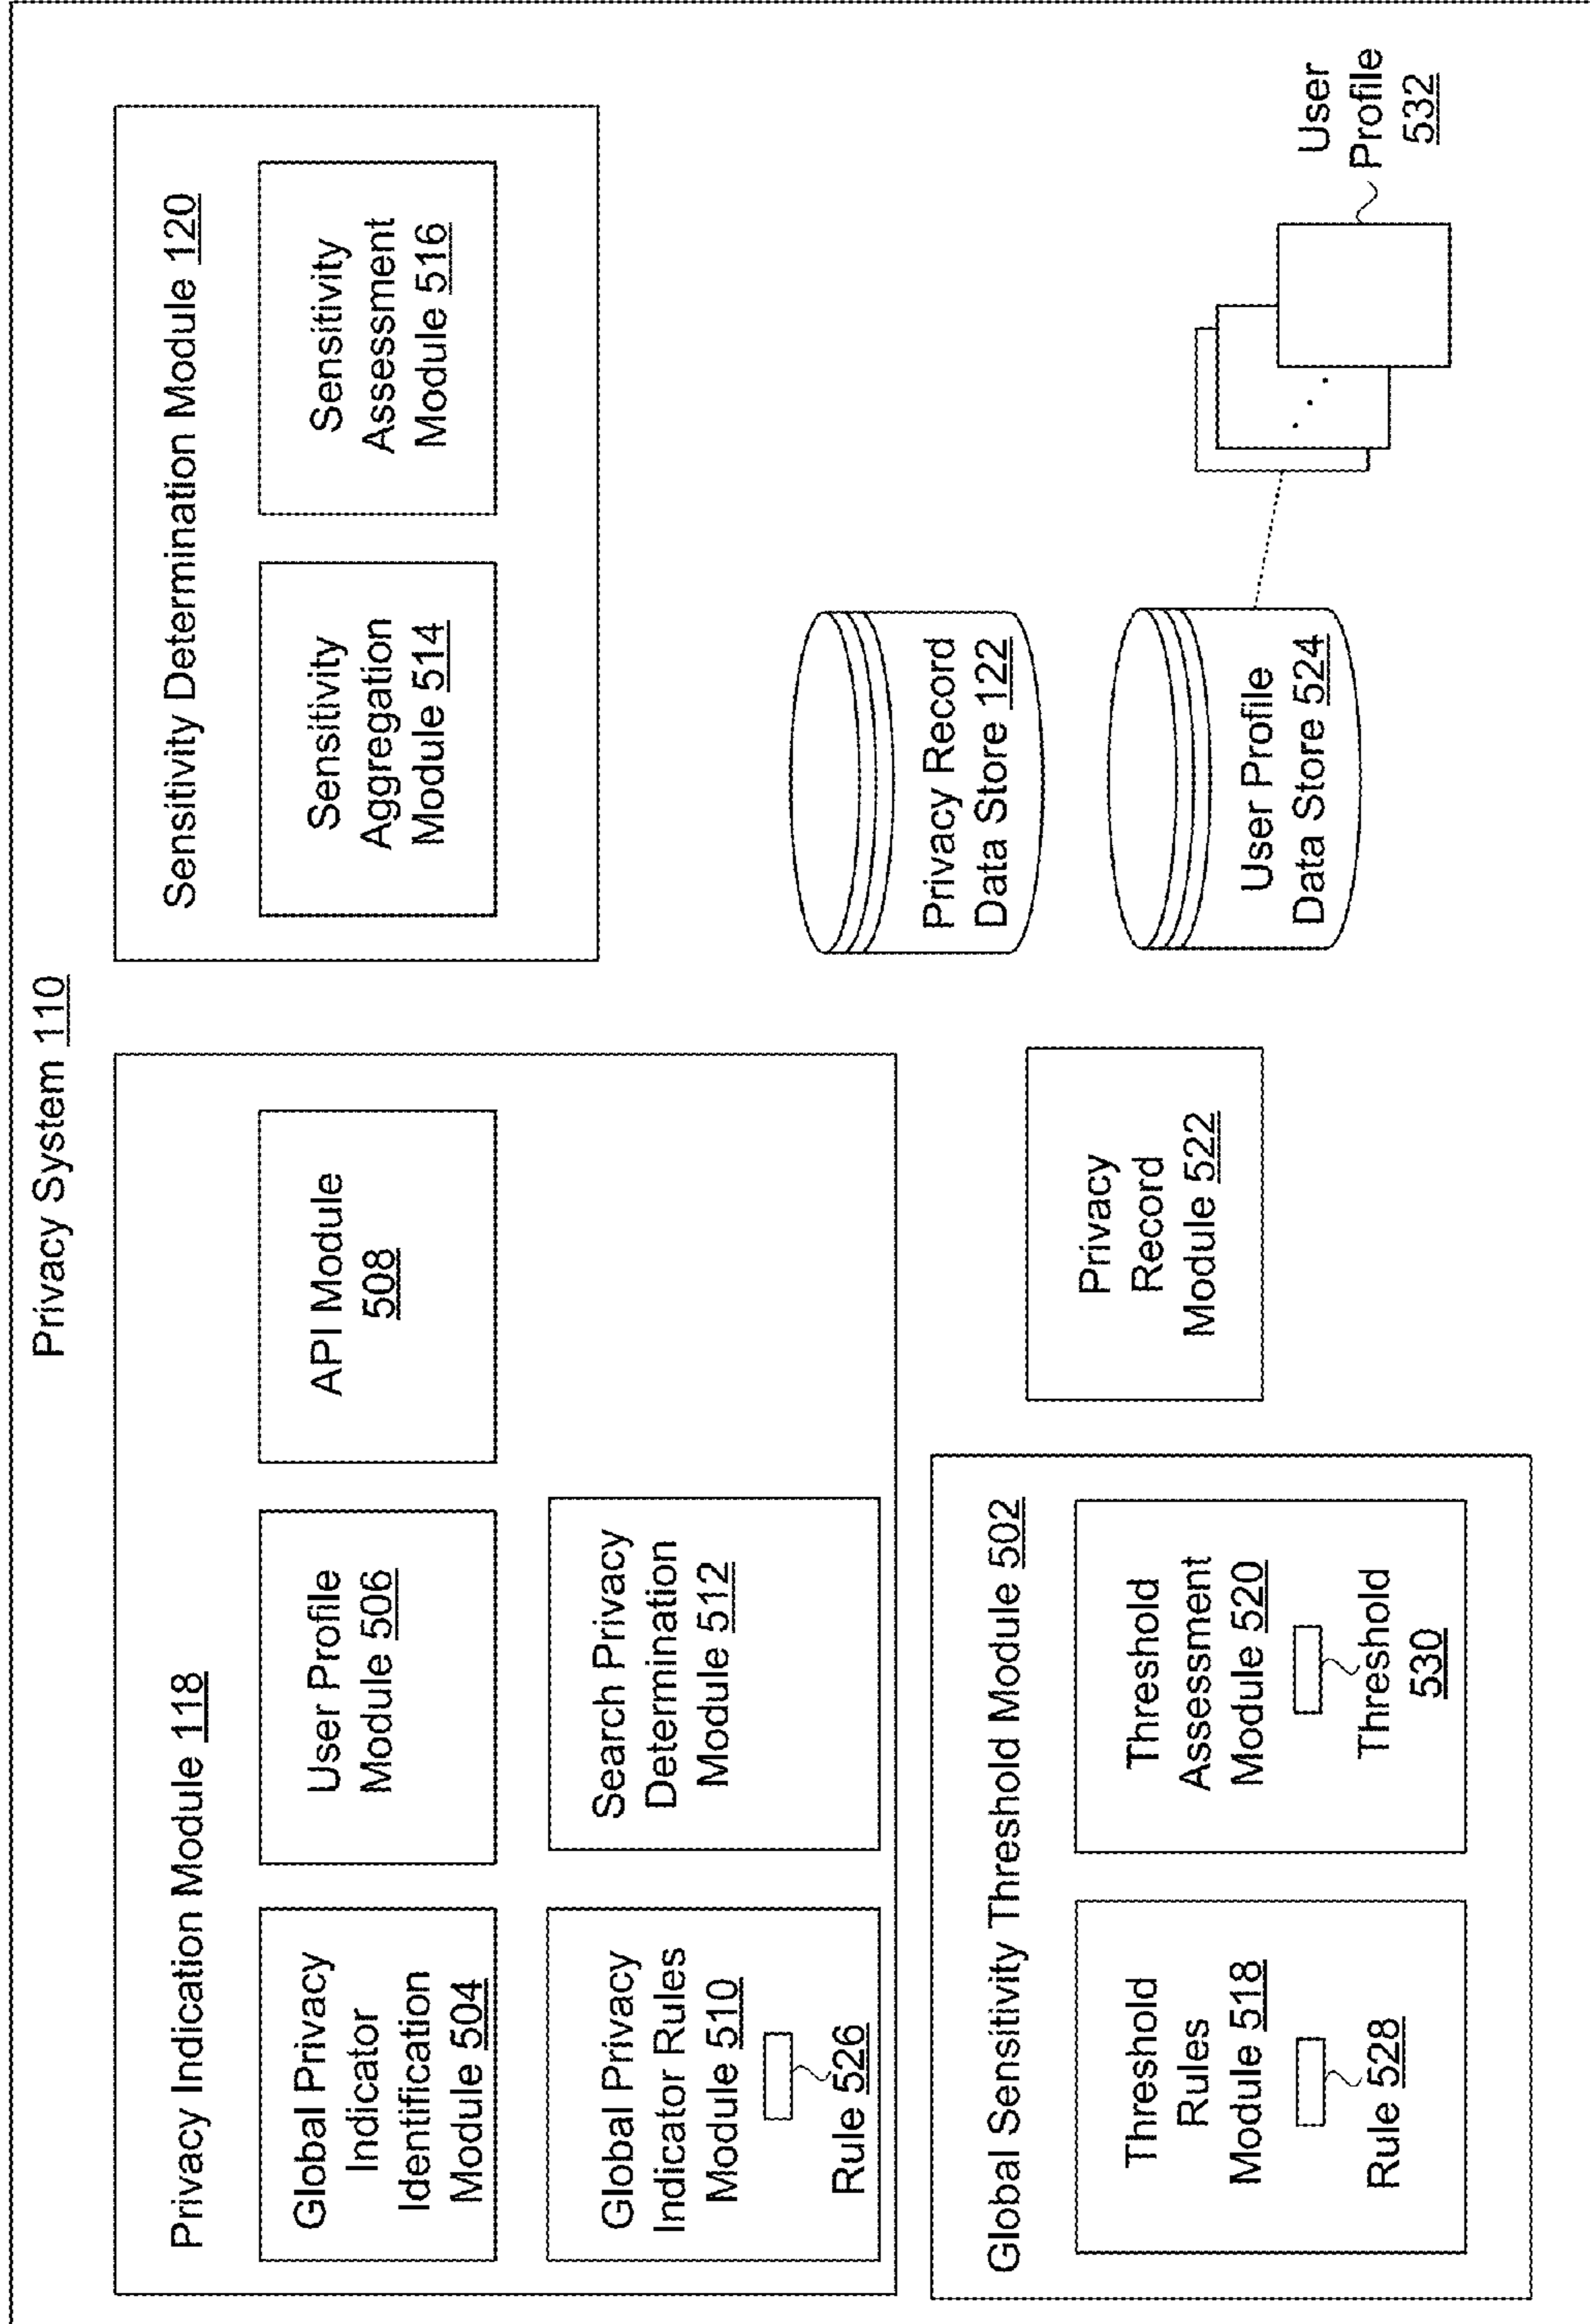 Privacy System 110
Privacy Indication Module 118
Global Privacy
Indicator
Identification
Module 504
User Profile
Module 506
API Module
508
Global Privacy
Indicator Rules
Module 510
Rule 526
Search Privacy
Determination
Module 512
Sensitivity Determination Module 120
Sensitivity
Aggregation
Module 514
Sensitivity
Assessment
Module 516
Global Sensitivity Threshold Module 502
Threshold
Rules
Module 518
Rule 528
Threshold
Assessment
Module 520
Threshold
530
Privacy
Record
Module 522
Privacy Record
Data Store 122
User Profile
Data Store 524
User
Profile
532